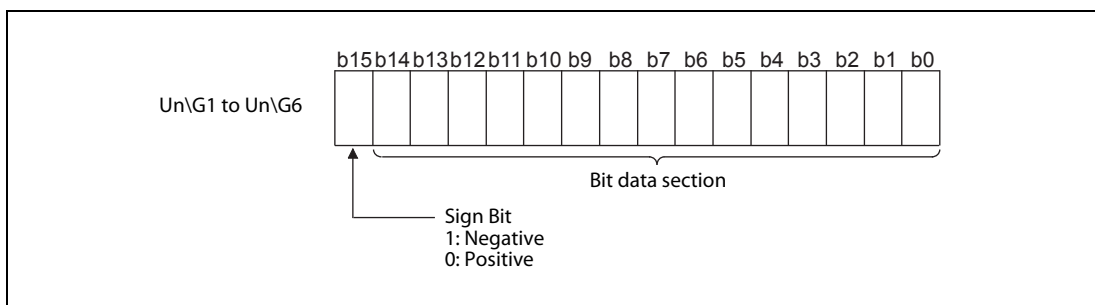 b15 b14 b13 b12 b11 b10 b9 b8 b7 b6 b5 b4 b3 b2 b1 b0
Un\G1 to Un\G6
Bit data section
Sign Bit
1: Negative
0: Positive